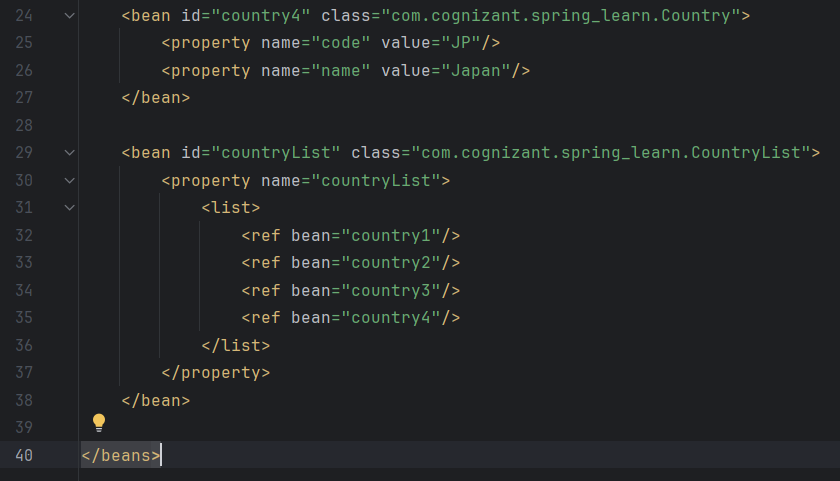 24 <bean id="country4" class="com.cognizant.spring_learn.Country">
25 <property name="code" value="JP"/>
26 <property name="name" value="Japan"/>
27 </bean>
28
29 <bean id="countryList" class="com.cognizant.spring_learn.CountryList">
30 <property name="countryList">
31 <list>
32 <ref bean="country1"/>
33 <ref bean="country2"/>
34 <ref bean="country3"/>
35 <ref bean="country4"/>
36 </list>
37 </property>
38 </bean>
39
40 </beans>